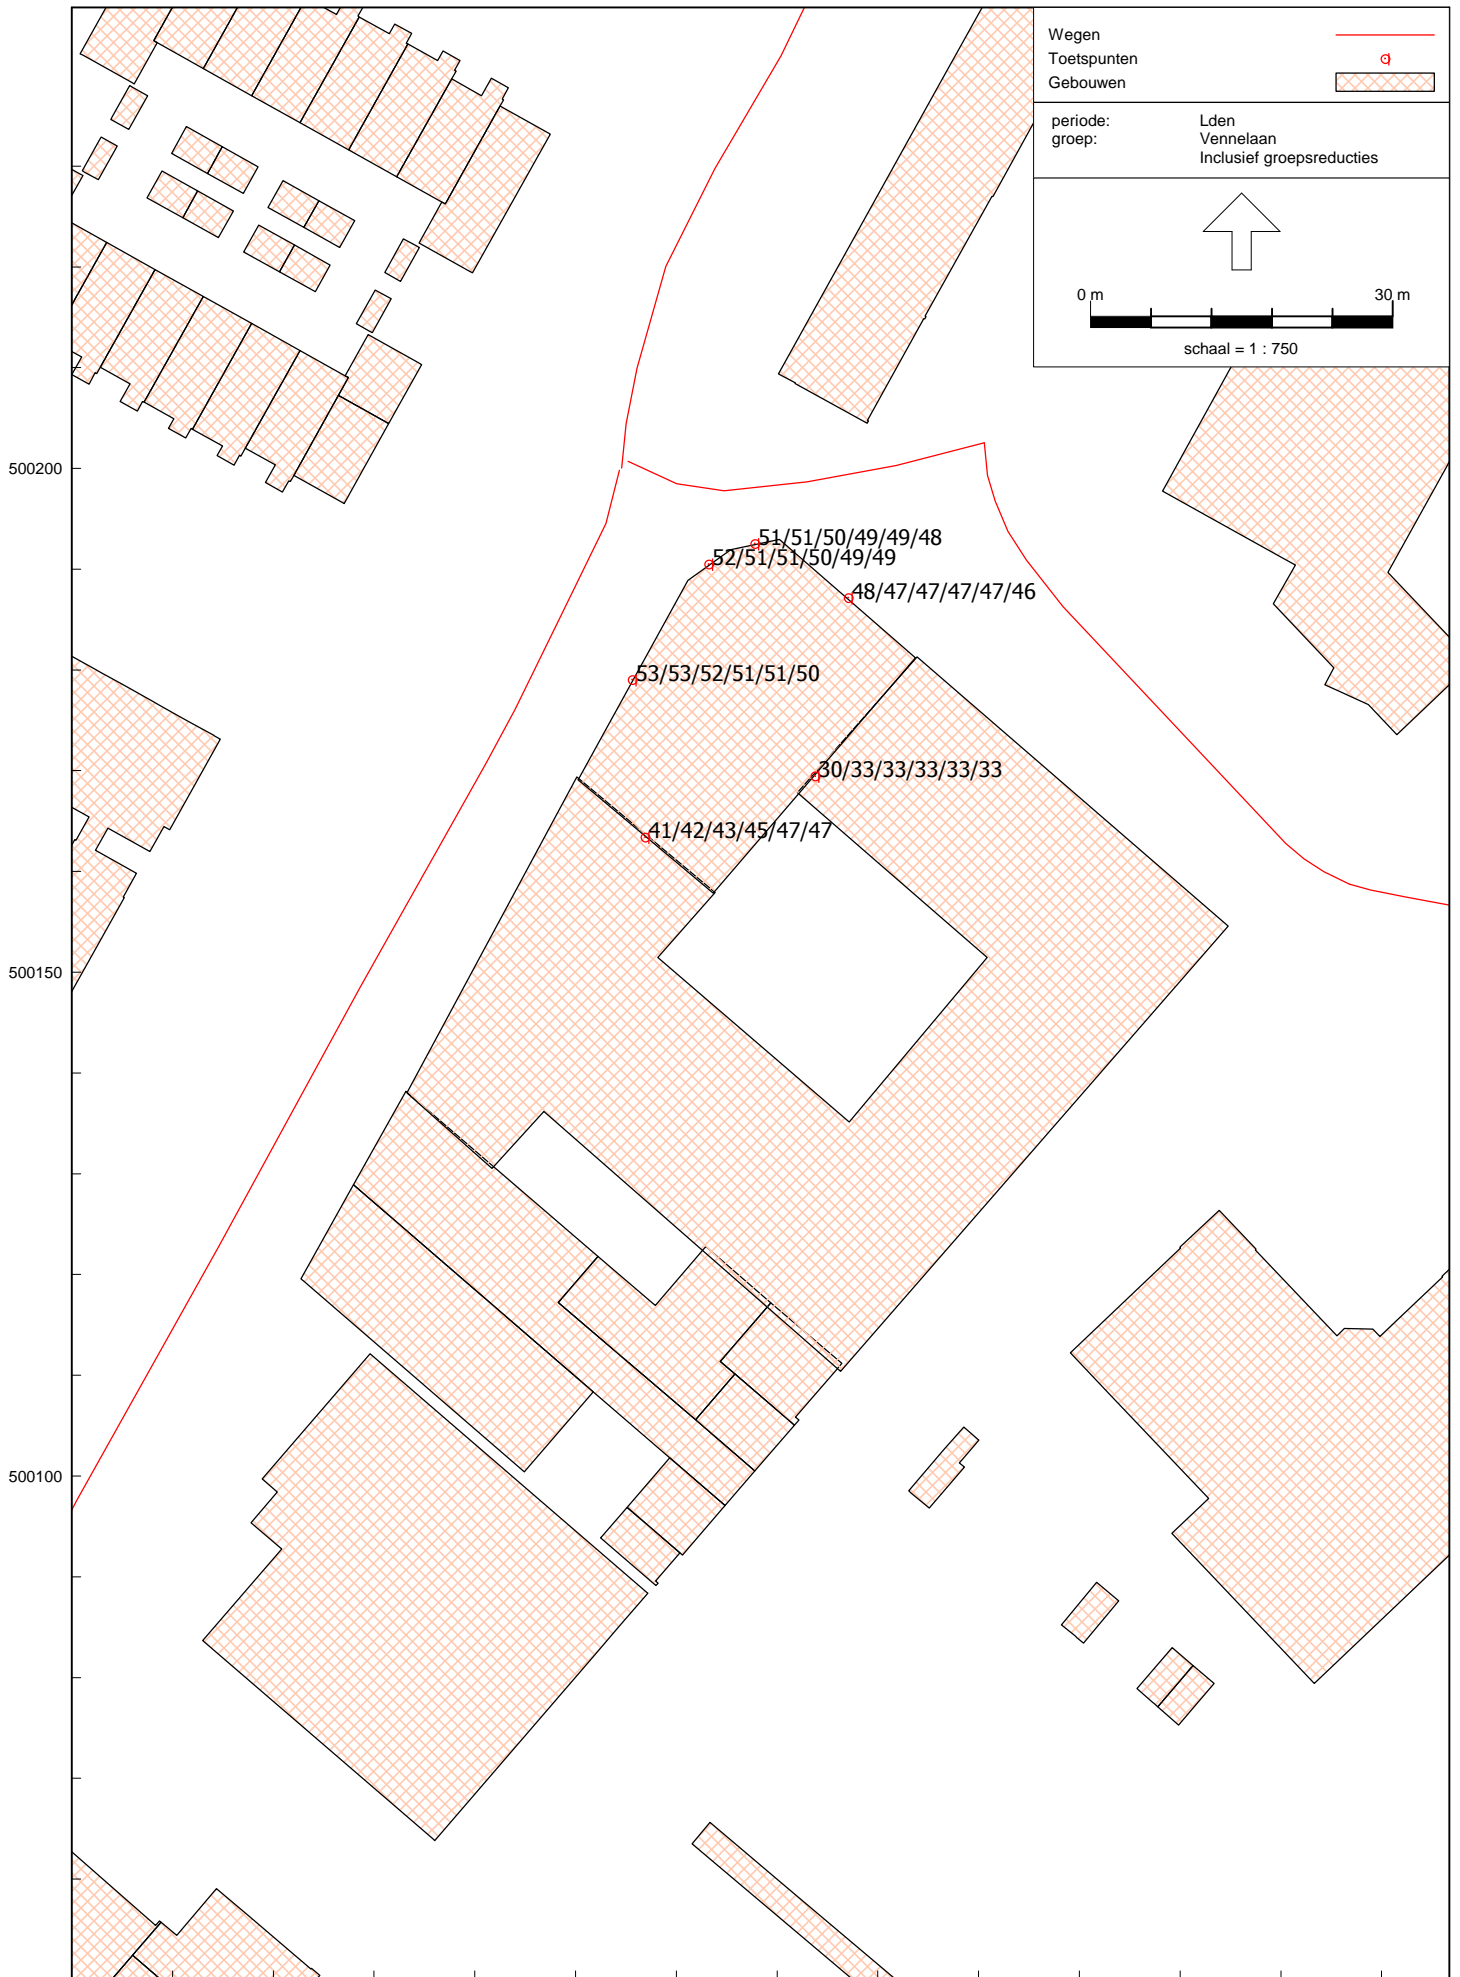 Wegen
Toetspunten
Gebouwen
periode: Lden
groep: Vennelaan
Inclusief groepsreducties
0 m 30 m
schaal = 1 : 750
500200
51/51/50/49/49/48
52/51/51/50/49/49
48/47/47/47/47/46
53/53/52/51/51/50
30/33/33/33/33/33
41/42/43/45/47/47
500150
500100